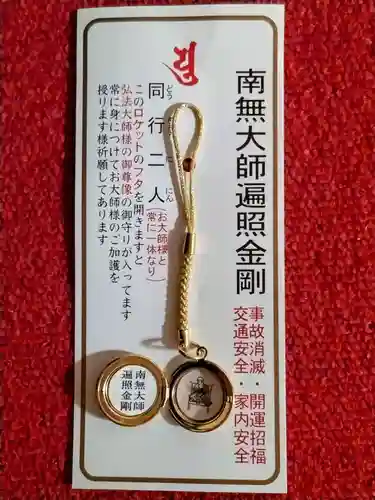 南無大師遍照金剛
事故消滅・開運招福
交通安全・家内安全
同行二人
どう
にん
(お大師様と
常に一体なり)
このロケットのフタを開きますと
弘法大師様の御尊像の御守りが入ってます
常に身につけてお大師様のご加護を
授ります様祈願してあります
南無大師
遍照金剛